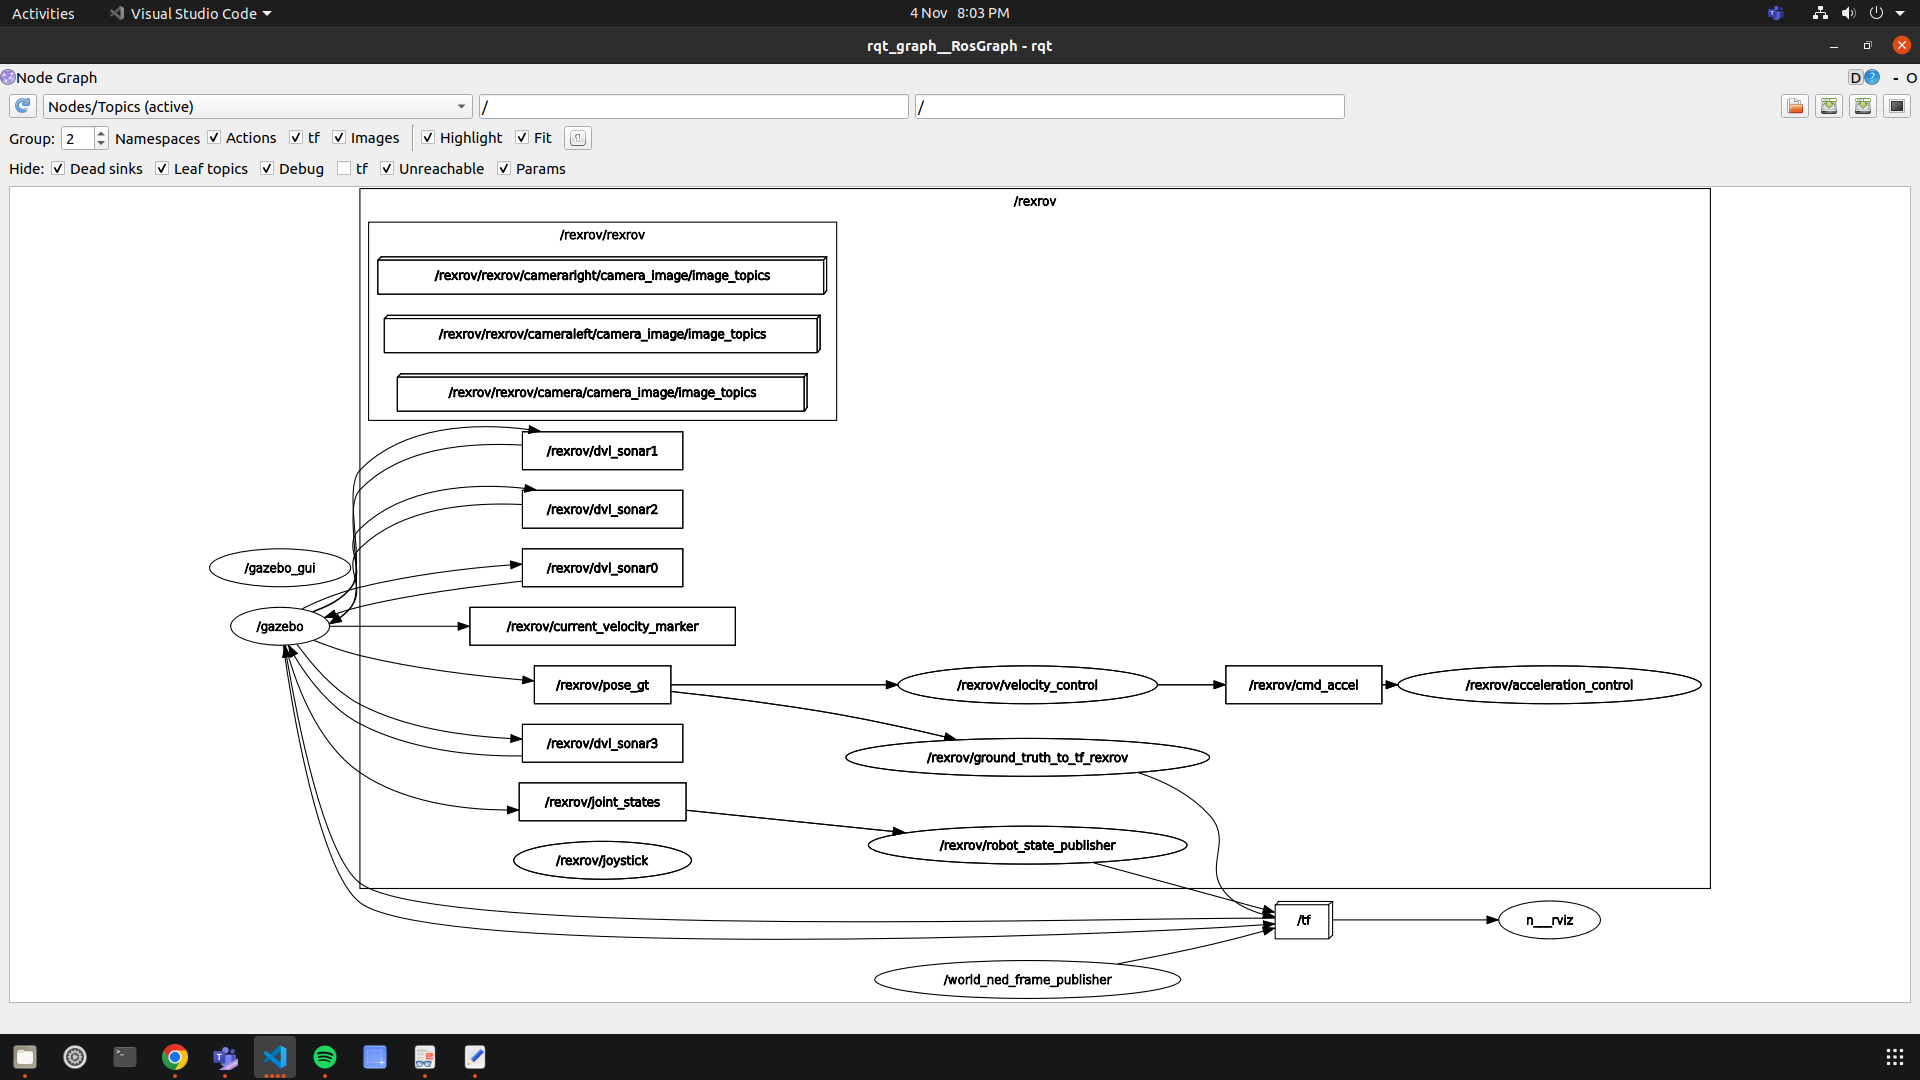 Activities
Visual Studio Code
4 Nov 8:03 PM
rqt_graph__RosGraph - rqt
Node Graph
D
?
- O
Nodes/Topics (active)
/
/
Group: 2 Namespaces Actions tf Images Highlight Fit
Hide: Dead sinks Leaf topics Debug tf Unreachable Params
/rexrov
/rexrov/rexrov
/rexrov/rexrov/cameraright/camera_image/image_topics
/rexrov/rexrov/cameraleft/camera_image/image_topics
/rexrov/rexrov/camera/camera_image/image_topics
/rexrov/dvl_sonar1
/rexrov/dvl_sonar2
/gazebo_gui
/rexrov/dvl_sonar0
/gazebo
/rexrov/current_velocity_marker
/rexrov/pose_gt
/rexrov/velocity_control
/rexrov/cmd_accel
/rexrov/acceleration_control
/rexrov/dvl_sonar3
/rexrov/ground_truth_to_tf_rexrov
/rexrov/joint_states
/rexrov/robot_state_publisher
/rexrov/joystick
/tf
n___rviz
/world_ned_frame_publisher